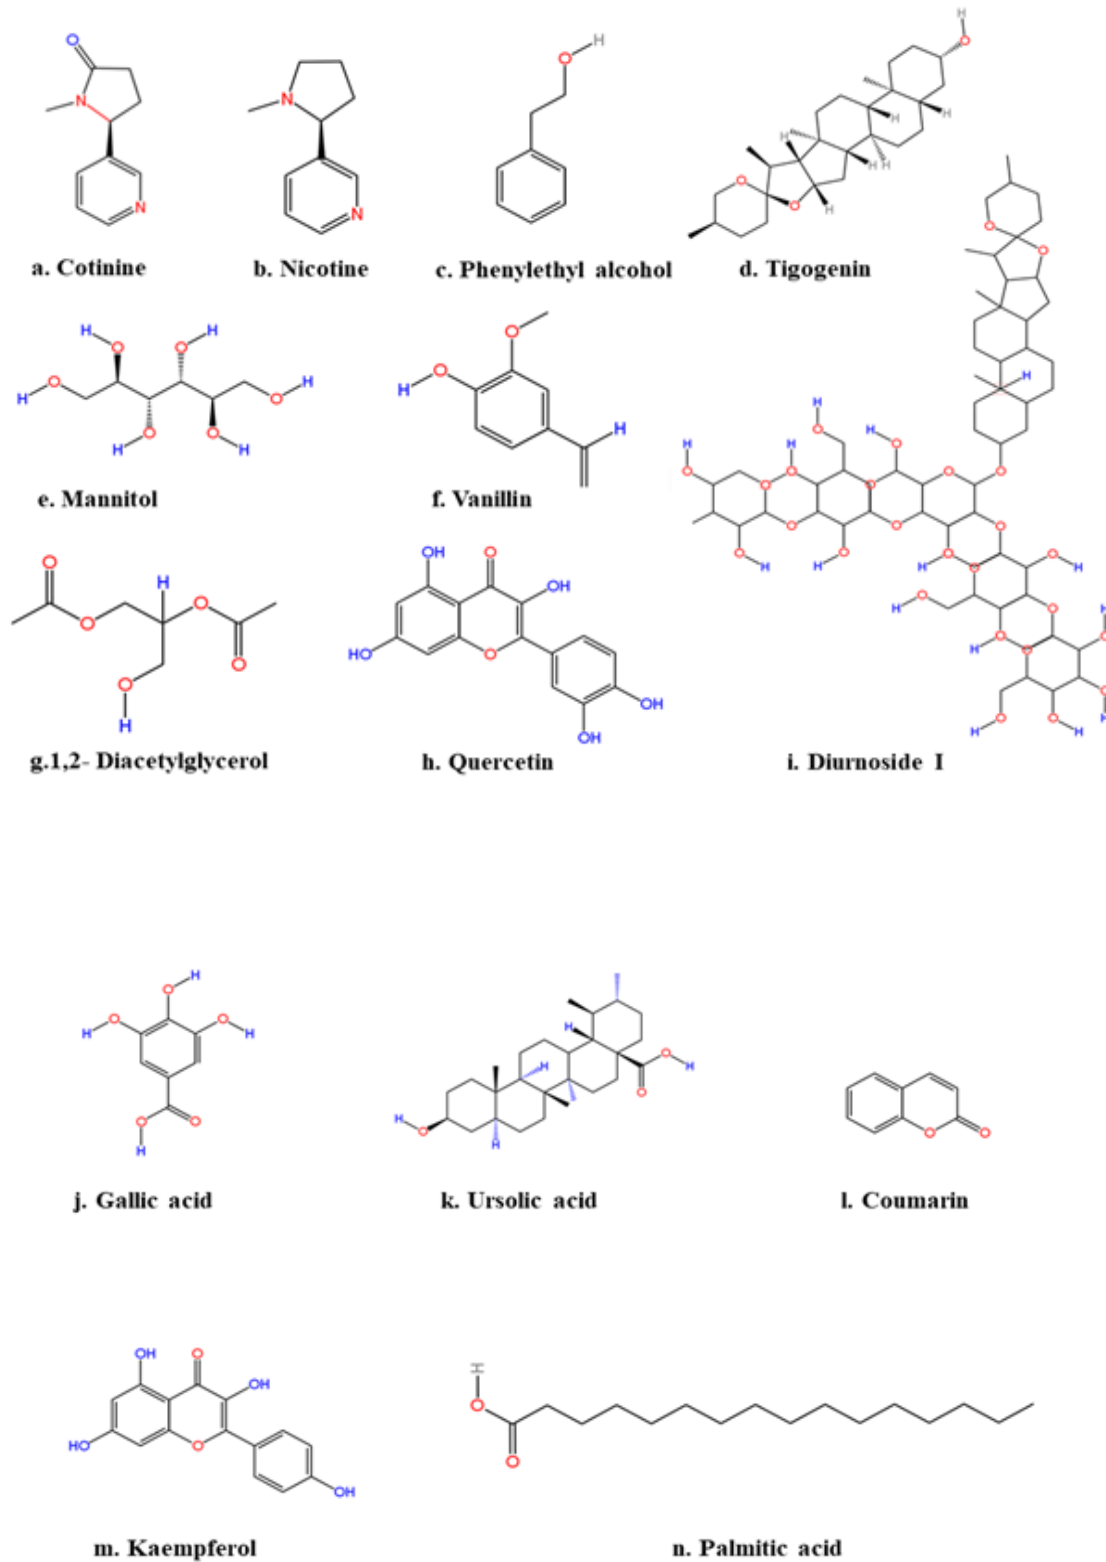 a. Cotinine
b. Nicotine
c. Phenylethyl alcohol
d. Tigogenin
e. Mannitol
f. Vanillin
g.1,2- Diacetylglycerol
h. Quercetin
i. Diurnoside I
j. Gallic acid
k. Ursolic acid
l. Coumarin
m. Kaempferol
n. Palmitic acid